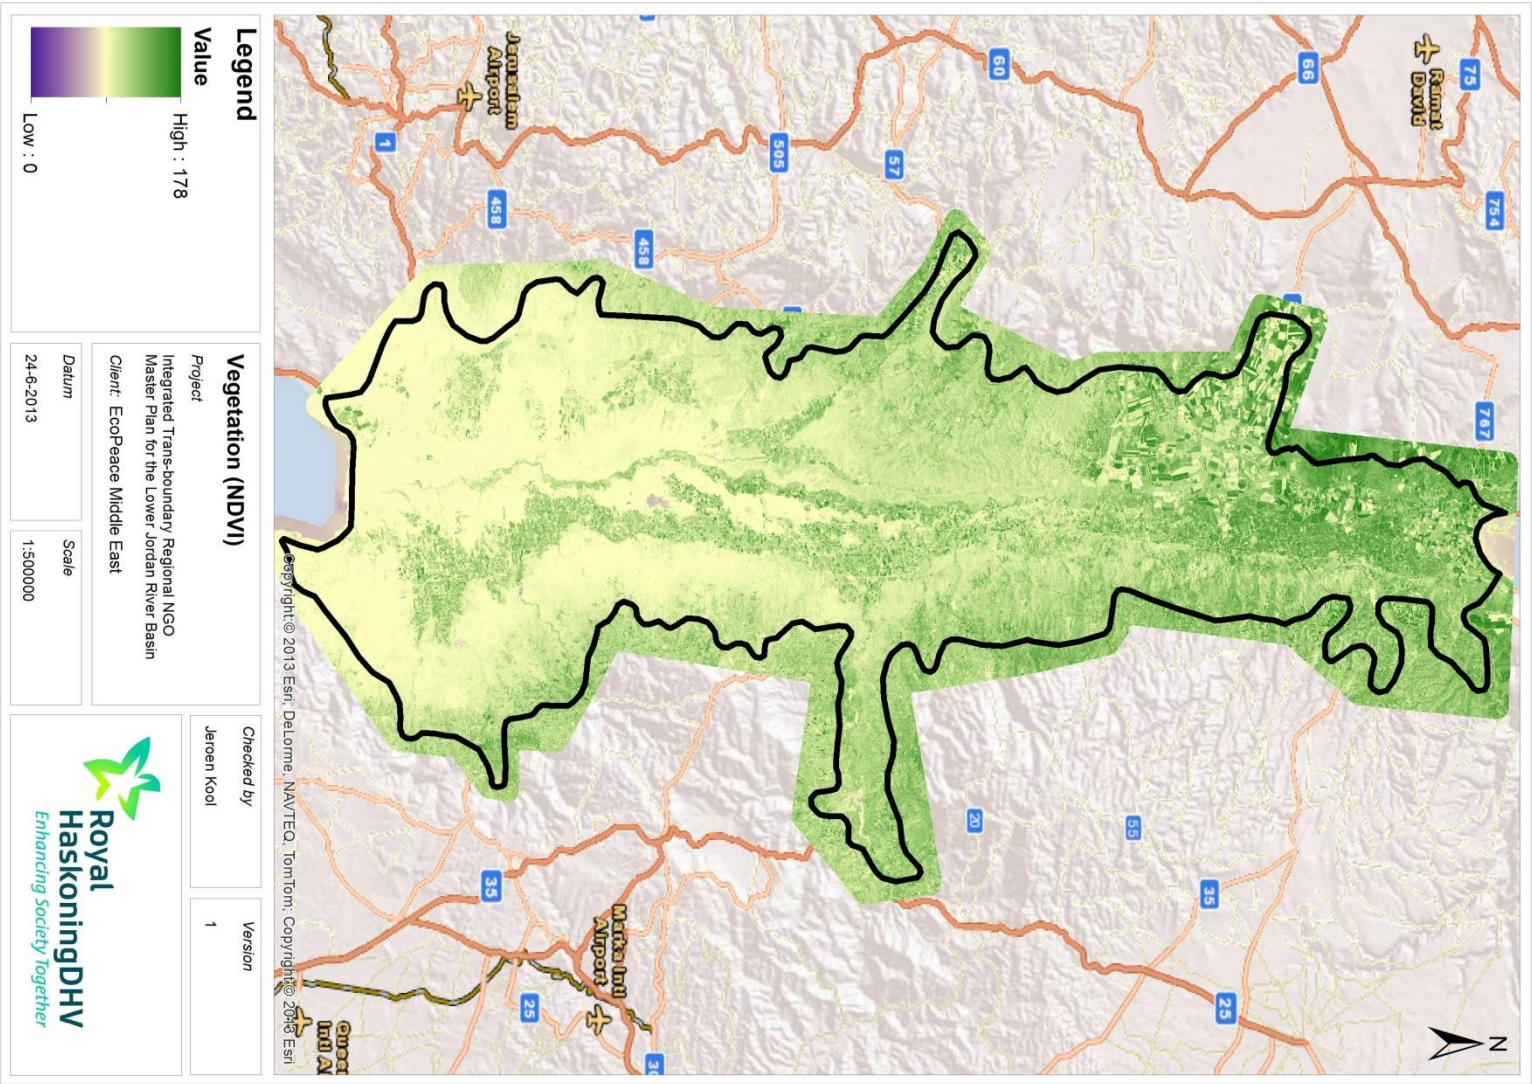 Ramat
David
75
66
60
754
Jerusalem
Airport
505
57
1
458
458
767
20
55
35
35
Marka Intl
Airport
25
25
30
Queen
Intl A
N
Copyright:© 2013 Esri, DeLorme, NAVTEQ, TomTom; Copyright:© 2013 Esri
Legend
Value
High : 178
Low : 0
Vegetation (NDVI)
Project
Integrated Trans-boundary Regional NGO
Master Plan for the Lower Jordan River Basin
Client: EcoPeace Middle East
Datum
24-6-2013
Scale
1:500000
Checked by
Jeroen Kool
Version
1
Royal
HaskoningDHV
Enhancing Society Together